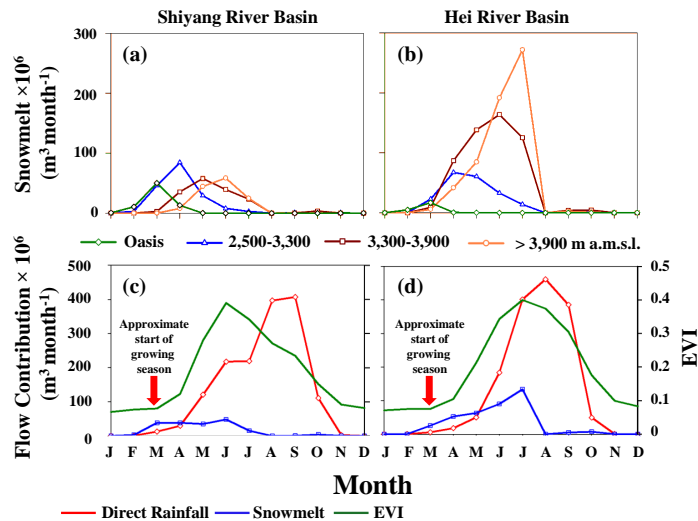 Shiyang River Basin
Hei River Basin
Snowmelt ×10⁶
(m³ month⁻¹)
300
200
100
0
(a)
(b)
Oasis
2,500-3,300
3,300-3,900
> 3,900 m a.m.s.l.
Flow Contribution × 10⁶
(m³ month⁻¹)
500
400
300
200
100
0
(c)
Approximate
start of
growing
season
(d)
Approximate
start of
growing
season
0.5
0.4
0.3
0.2
0.1
0
EVI
J F M A M J J A S O N D
J F M A M J J A S O N D
Month
Direct Rainfall
Snowmelt
EVI